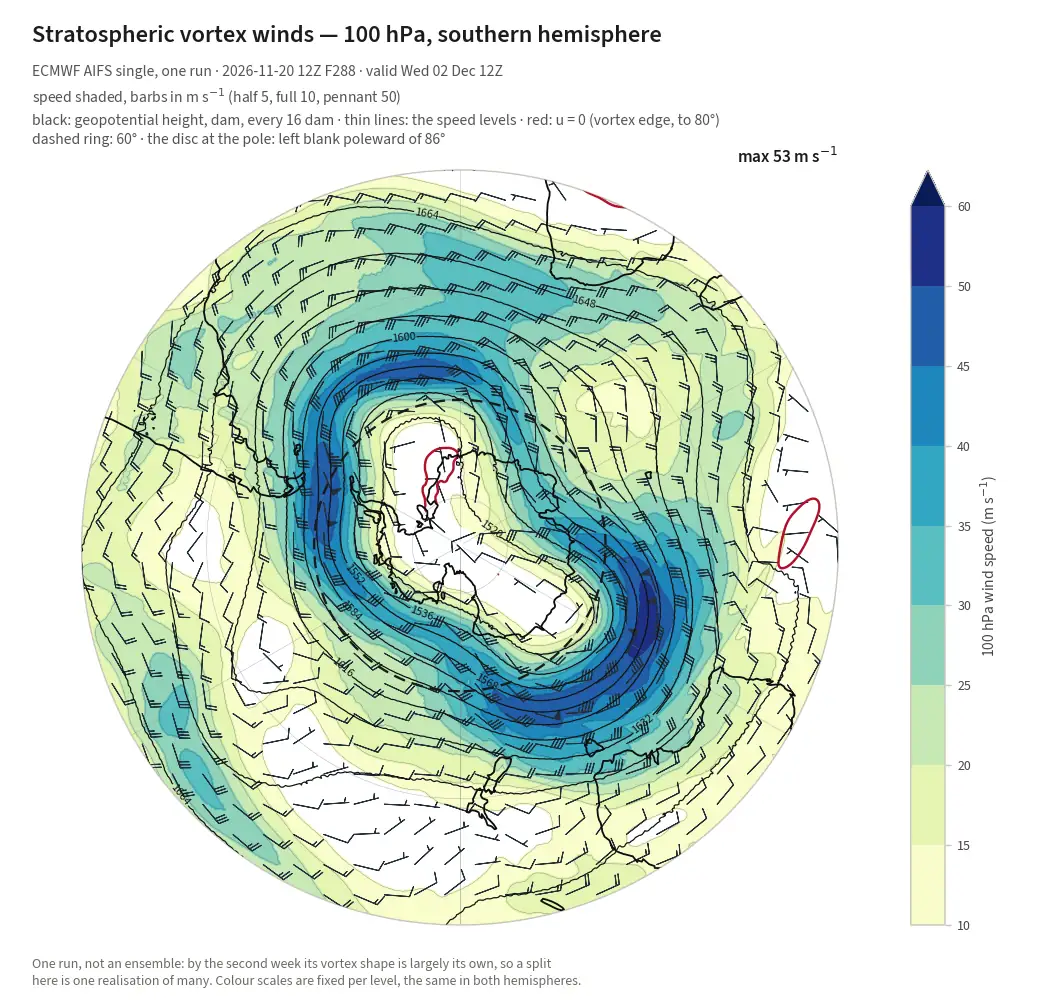 Stratospheric vortex winds — 100 hPa, southern hemisphere
ECMWF AIFS single, one run · 2026-11-20 12Z F288 · valid Wed 02 Dec 12Z
speed shaded, barbs in m s⁻¹ (half 5, full 10, pennant 50)
black: geopotential height, dam, every 16 dam · thin lines: the speed levels · red: u = 0 (vortex edge, to 80°)
dashed ring: 60° · the disc at the pole: left blank poleward of 86°
max 53 m s⁻¹
1664
1648
1600
1520
1552
1584
1536
1616
1568
1632
1664
60
50
45
40
35
30
25
20
15
10
100 hPa wind speed (m s⁻¹)
One run, not an ensemble: by the second week its vortex shape is largely its own, so a split
here is one realisation of many. Colour scales are fixed per level, the same in both hemispheres.